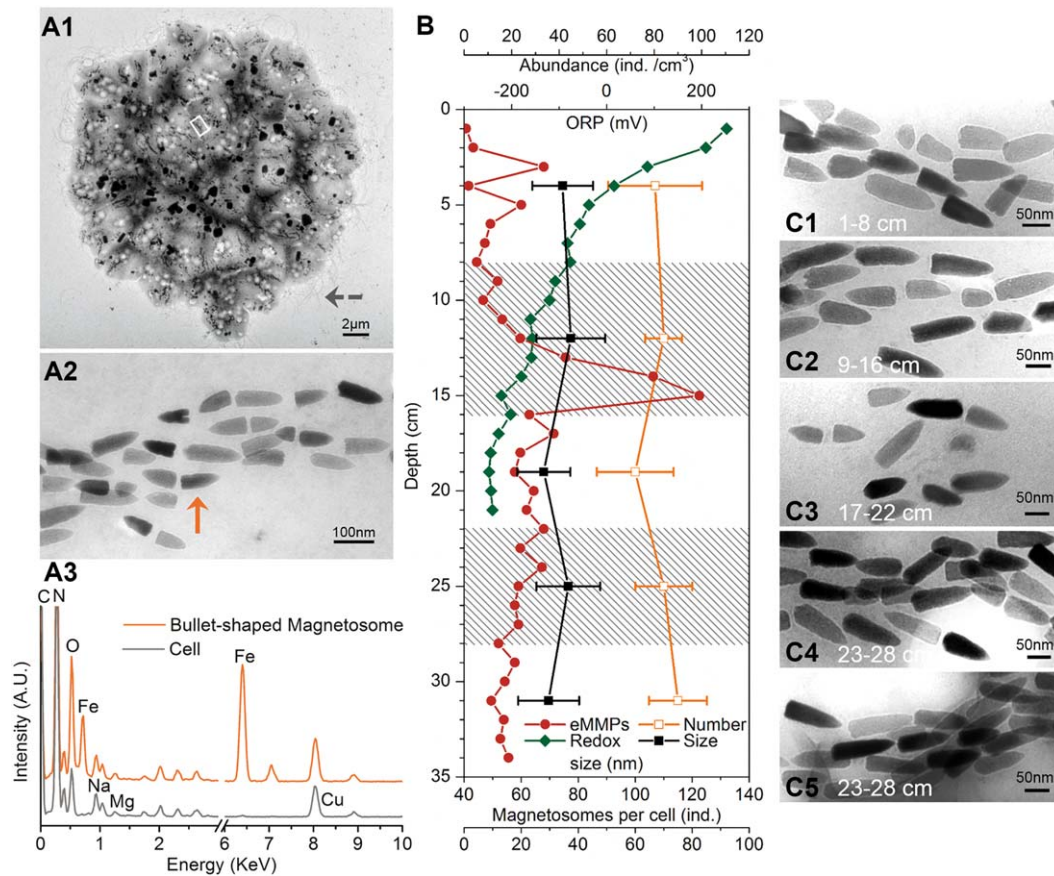 A1
2μm
A2
100nm
A3
C N
O
Fe
Na
Mg
Fe
Cu
Bullet-shaped Magnetosome
Cell
Intensity (A.U.)
0 1 2 3 6 7 8 9 10
Energy (KeV)
B
0 20 40 60 80 100 120
Abundance (ind. /cm3)
-200 0 200
ORP (mV)
0
5
10
15
20
25
30
35
Depth (cm)
eMMPs Number
Redox Size
size (nm)
40 60 80 100 120 140
Magnetosomes per cell (ind.)
0 20 40 60 80 100
C1 1-8 cm 50nm
C2 9-16 cm 50nm
C3 17-22 cm 50nm
C4 23-28 cm 50nm
C5 23-28 cm 50nm